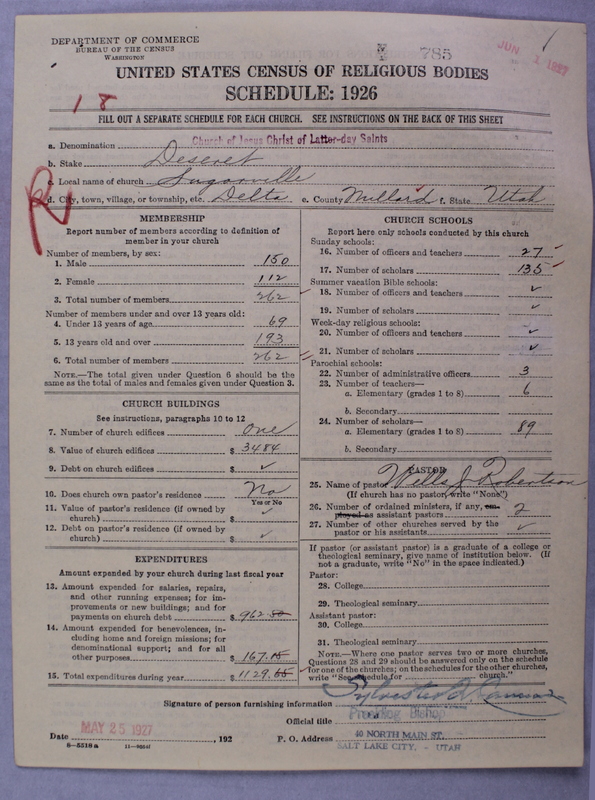 DEPARTMENT OF COMMERCE
BUREAU OF THE CENSUS
WASHINGTON
785
JUN 1 1927
1
UNITED STATES CENSUS OF RELIGIOUS BODIES
SCHEDULE: 1926
18
FILL OUT A SEPARATE SCHEDULE FOR EACH CHURCH. SEE INSTRUCTIONS ON THE BACK OF THIS SHEET
a. Denomination Church of Jesus Christ of Latter-day Saints
b. Stake Deseret
c. Local name of church Sugarville
d. City, town, village, or township, etc. Delta e. County Millard f. State Utah
R
MEMBERSHIP
Report number of members according to definition of
member in your church
Number of members, by sex:
1. Male 150
2. Female 112
3. Total number of members 262
Number of members under and over 13 years old:
4. Under 13 years of age 69
5. 13 years old and over 193
6. Total number of members 262
NOTE.—The total given under Question 6 should be the
same as the total of males and females given under Question 3.
CHURCH BUILDINGS
See instructions, paragraphs 10 to 12
7. Number of church edifices One
8. Value of church edifices $ 3484
9. Debt on church edifices $ ✓
10. Does church own pastor's residence No
Yes or No
11. Value of pastor's residence (if owned by
church) $ ✓
12. Debt on pastor's residence (if owned by
church) $ ✓
EXPENDITURES
Amount expended by your church during last fiscal year
13. Amount expended for salaries, repairs,
and other running expenses; for im-
provements or new buildings; and for
payments on church debt $ 962.50
14. Amount expended for benevolences, in-
cluding home and foreign missions; for
denominational support; and for all
other purposes $ 167.15
15. Total expenditures during year $ 1129.65
CHURCH SCHOOLS
Report here only schools conducted by this church
Sunday schools:
16. Number of officers and teachers 27
17. Number of scholars 135
Summer vacation Bible schools:
18. Number of officers and teachers ✓
19. Number of scholars ✓
Week-day religious schools:
20. Number of officers and teachers ✓
21. Number of scholars ✓
Parochial schools:
22. Number of administrative officers 3
23. Number of teachers—
a. Elementary (grades 1 to 8) 6
b. Secondary
24. Number of scholars—
a. Elementary (grades 1 to 8) 89
b. Secondary
PASTOR
25. Name of pastor Wells J Robertson
(If church has no pastor, write "None")
26. Number of ordained ministers, if any, em-
ployed as assistant pastors 2
27. Number of other churches served by the
pastor or his assistants ✓
If pastor (or assistant pastor) is a graduate of a college or
theological seminary, give name of institution below. (If
not a graduate, write "No" in the space indicated.)
Pastor:
28. College
29. Theological seminary
Assistant pastor:
30. College
31. Theological seminary
NOTE.—Where one pastor serves two or more churches,
Questions 28 and 29 should be answered only on the schedule
for one of the churches; on the schedules for the other churches,
write "See schedule for church."
Signature of person furnishing information Sylvester Q. Cannon
Official title Presiding Bishop
Date MAY 25 1927, 192 P. O. Address 40 NORTH MAIN ST.
SALT LAKE CITY, - UTAH